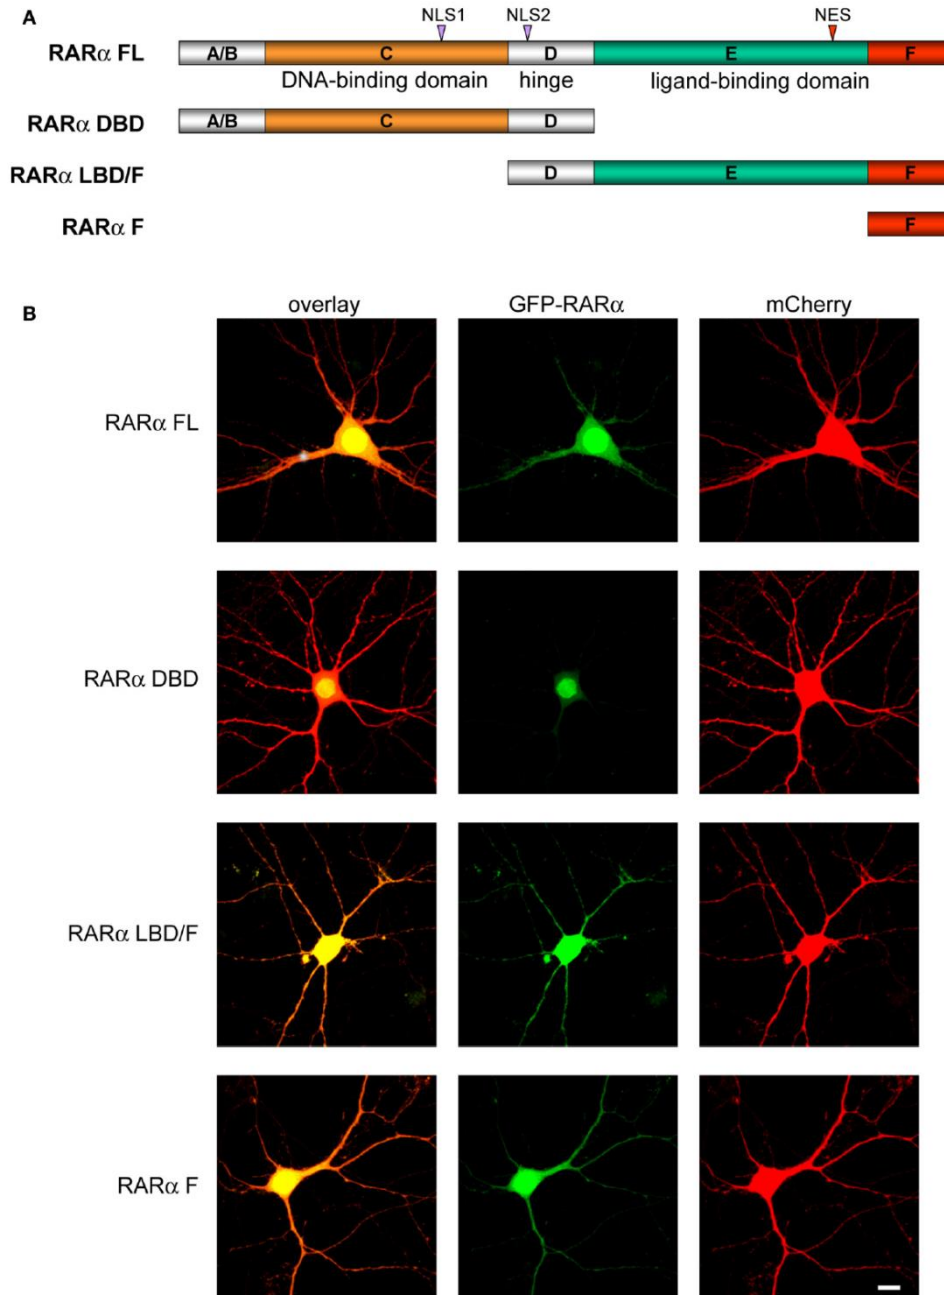 A
NLS1 NLS2 NES
RARα FL A/B C D E F
DNA-binding domain hinge ligand-binding domain
RARα DBD A/B C D
RARα LBD/F D E F
RARα F F
B
overlay GFP-RARα mCherry
RARα FL
RARα DBD
RARα LBD/F
RARα F